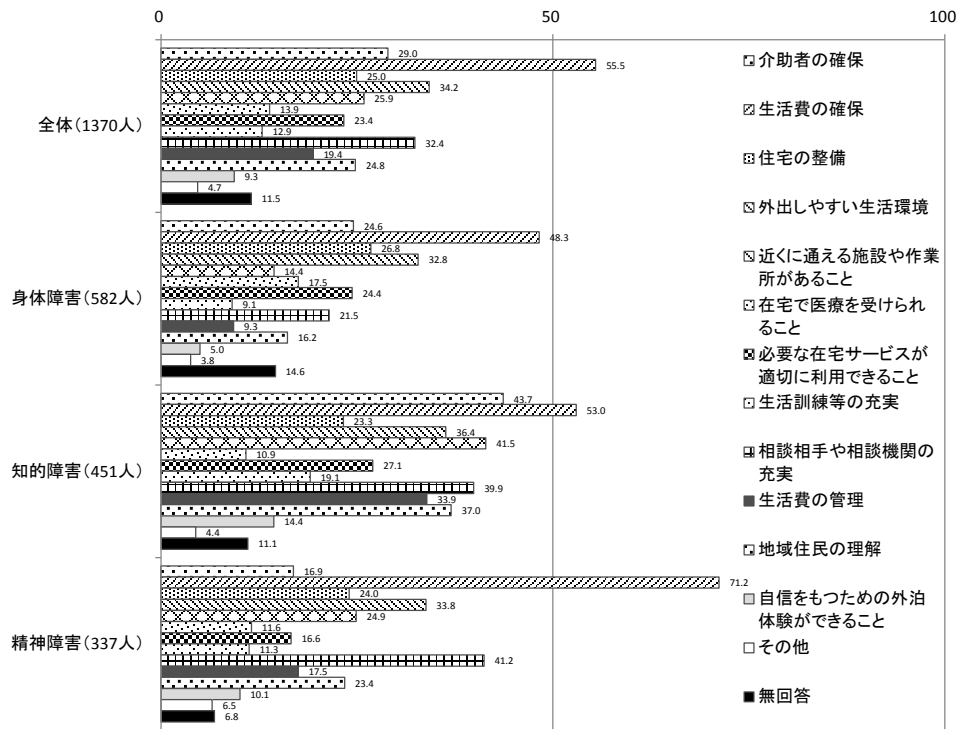 0
50
100
全体(1370人)
29.0
55.5
25.0
34.2
25.9
13.9
23.4
12.9
32.4
19.4
24.8
9.3
4.7
11.5
身体障害(582人)
24.6
48.3
26.8
32.8
14.4
17.5
24.4
9.1
21.5
9.3
16.2
5.0
3.8
14.6
知的障害(451人)
43.7
53.0
23.3
36.4
41.5
10.9
27.1
19.1
39.9
33.9
37.0
14.4
4.4
11.1
精神障害(337人)
16.9
71.2
24.0
33.8
24.9
11.6
16.6
11.3
41.2
17.5
23.4
10.1
6.5
6.8
介助者の確保
生活費の確保
住宅の整備
外出しやすい生活環境
近くに通える施設や作業
所があること
在宅で医療を受けられ
ること
必要な在宅サービスが
適切に利用できること
生活訓練等の充実
相談相手や相談機関の
充実
生活費の管理
地域住民の理解
自信をもつための外泊
体験ができること
その他
無回答